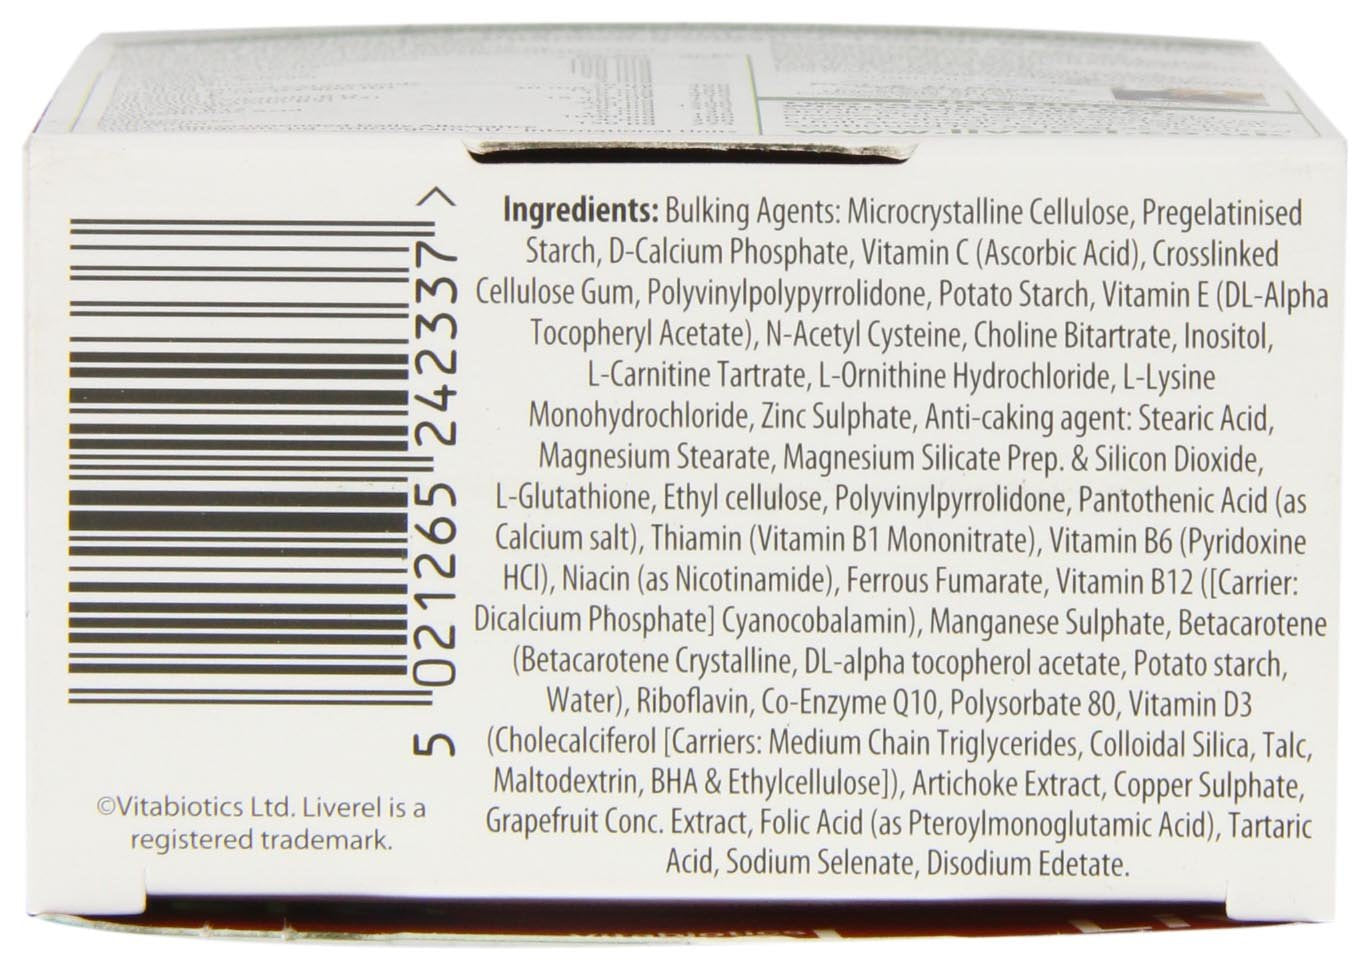 Ingredients: Bulking Agents: Microcrystalline Cellulose, Pregelatinised
Starch, D-Calcium Phosphate, Vitamin C (Ascorbic Acid), Crosslinked
Cellulose Gum, Polyvinylpolypyrrolidone, Potato Starch, Vitamin E (DL-Alpha
Tocopheryl Acetate), N-Acetyl Cysteine, Choline Bitartrate, Inositol,
L-Carnitine Tartrate, L-Ornithine Hydrochloride, L-Lysine
Monohydrochloride, Zinc Sulphate, Anti-caking agent: Stearic Acid,
Magnesium Stearate, Magnesium Silicate Prep. & Silicon Dioxide,
L-Glutathione, Ethyl cellulose, Polyvinylpyrrolidone, Pantothenic Acid (as
Calcium salt), Thiamin (Vitamin B1 Mononitrate), Vitamin B6 (Pyridoxine
HCl), Niacin (as Nicotinamide), Ferrous Fumarate, Vitamin B12 ([Carrier:
Dicalcium Phosphate] Cyanocobalamin), Manganese Sulphate, Betacarotene
(Betacarotene Crystalline, DL-alpha tocopherol acetate, Potato starch,
Water), Riboflavin, Co-Enzyme Q10, Polysorbate 80, Vitamin D3
(Cholecalciferol [Carriers: Medium Chain Triglycerides, Colloidal Silica, Talc,
Maltodextrin, BHA & Ethylcellulose]), Artichoke Extract, Copper Sulphate,
Grapefruit Conc. Extract, Folic Acid (as Pteroylmonoglutamic Acid), Tartaric
Acid, Sodium Selenate, Disodium Edetate.
5 021265 242337 >
©Vitabiotics Ltd. Liverel is a
registered trademark.